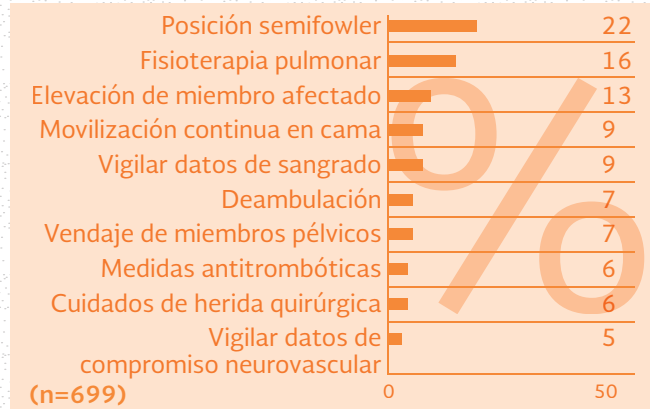 Posición semifowler 22
Fisioterapia pulmonar 16
Elevación de miembro afectado 13
Movilización continua en cama 9
Vigilar datos de sangrado 9
Deambulación 7
Vendaje de miembros pélvicos 7
Medidas antitrombóticas 6
Cuidados de herida quirúrgica 6
Vigilar datos de 5
compromiso neurovascular
(n=699) 0 50
%